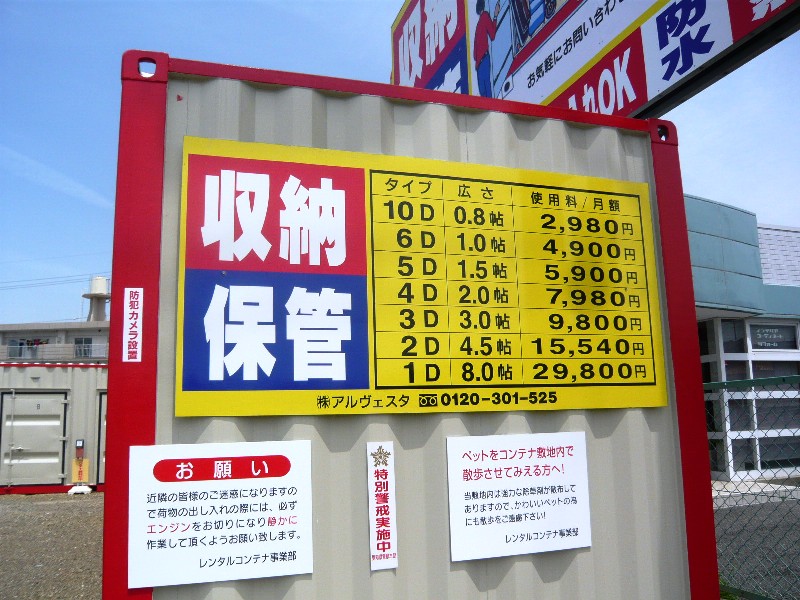 収納
お気軽にお問い合わ
防水
OK
収納
保管
タイプ 広さ 使用料/月額
10D 0.8帖 2,980円
6D 1.0帖 4,900円
5D 1.5帖 5,900円
4D 2.0帖 7,980円
3D 3.0帖 9,800円
2D 4.5帖 15,540円
1D 8.0帖 29,800円
㈱アルヴェスタ 0120-301-525
防犯カメラ設置
お願い
近隣の皆様のご迷惑になりますの
で荷物の出し入れの際には、必ず
エンジンをお切りになり静かに
作業して頂くようお願い致します。
レンタルコンテナ事業部
特別警戒実施中
ペットをコンテナ敷地内で
散歩させてみえる方へ!
当敷地内は強力な除草剤が散布して
ありますので、かわいいペットの為
にも散歩をご遠慮下さい!
レンタルコンテナ事業部